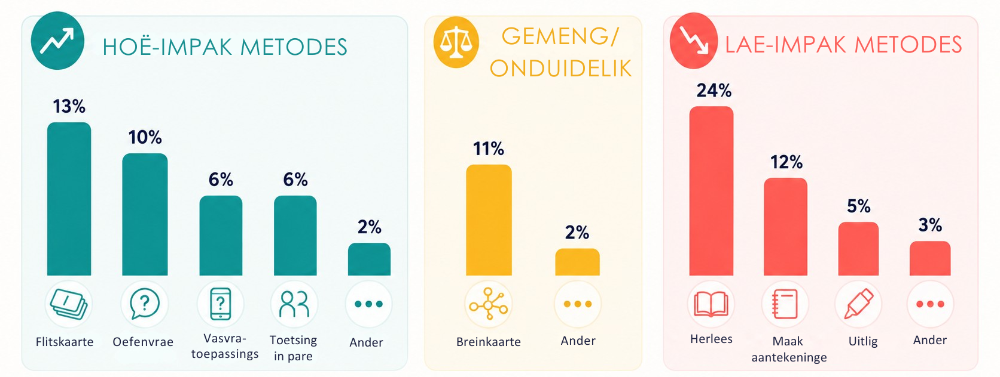 HOË-IMPAK METODES
13%
10%
6%
6%
2%
Flitskaarte
Oefenvrae
Vasvra-
toepassings
Toetsing
in pare
Ander
GEMENG/
ONDUIDELIK
11%
2%
Breinkaarte
Ander
LAE-IMPAK METODES
24%
12%
5%
3%
Herlees
Maak
aantekeninge
Uitlig
Ander